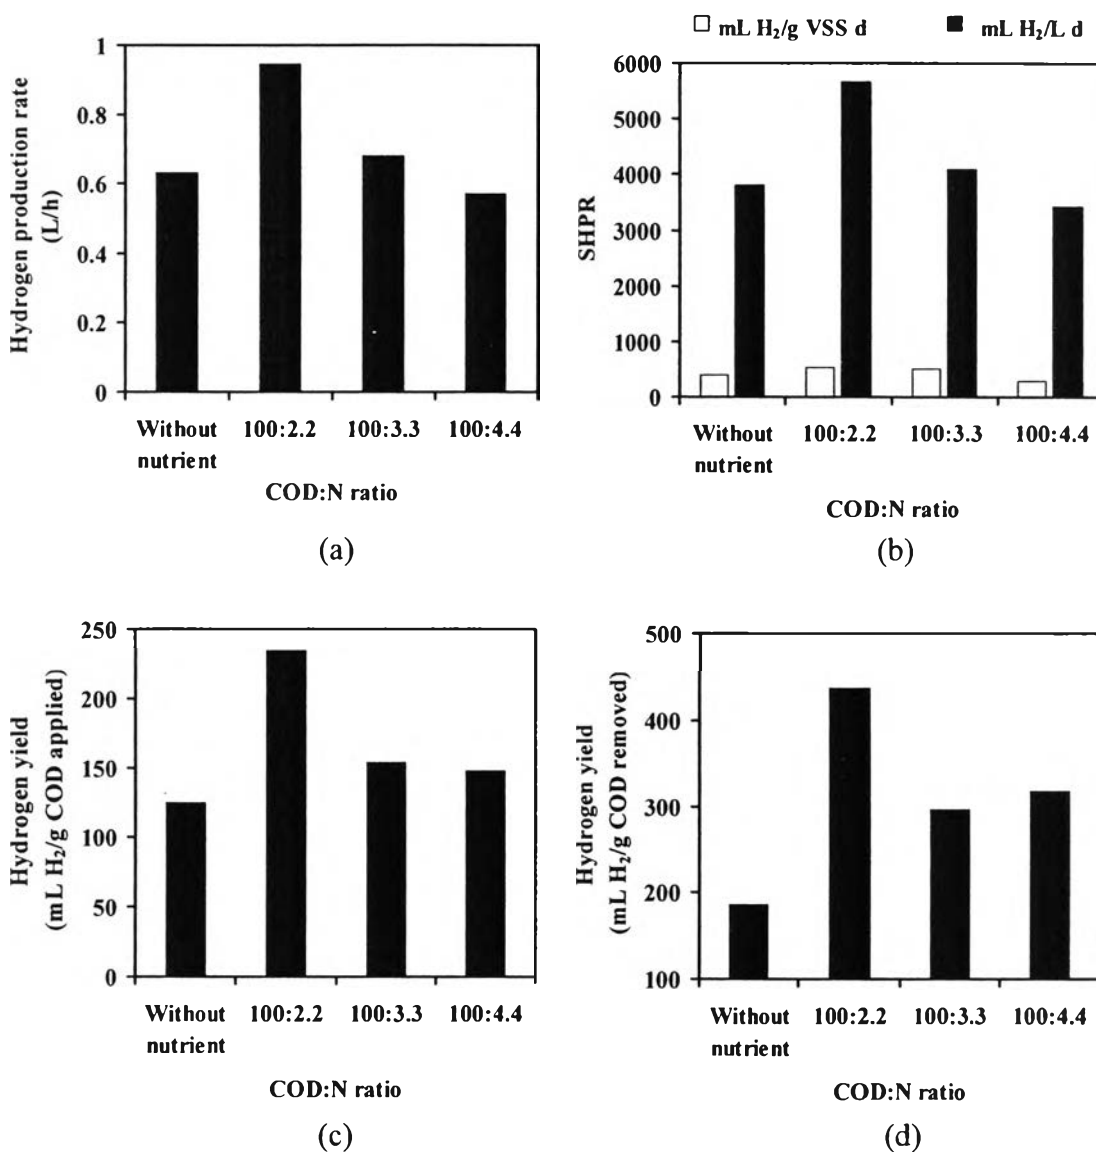 1
0.8
0.6
0.4
0.2
0
Hydrogen production rate
(L/h)
Without
nutrient
100:2.2
100:3.3
100:4.4
COD:N ratio
(a)
mL H₂/g VSS d
mL H₂/L d
6000
5000
4000
3000
2000
1000
0
SHPR
Without
nutrient
100:2.2
100:3.3
100:4.4
COD:N ratio
(b)
250
200
150
100
50
0
Hydrogen yield
(mL H₂/g COD applied)
Without
nutrient
100:2.2
100:3.3
100:4.4
COD:N ratio
(c)
500
400
300
200
100
Hydrogen yield
(mL H₂/g COD removed)
Without
nutrient
100:2.2
100:3.3
100:4.4
COD:N ratio
(d)